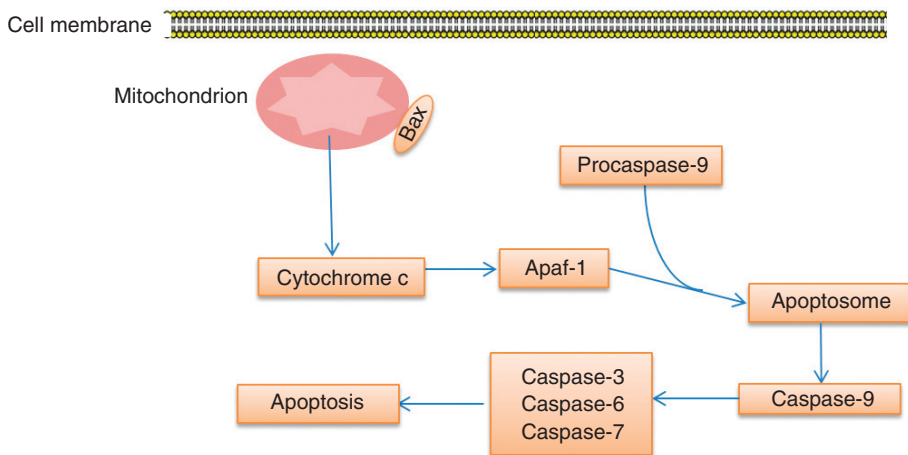 Cell membrane
Mitochondrion
Bax
Procaspase-9
Cytochrome c
Apaf-1
Apoptosome
Caspase-3
Caspase-6
Caspase-7
Apoptosis
Caspase-9